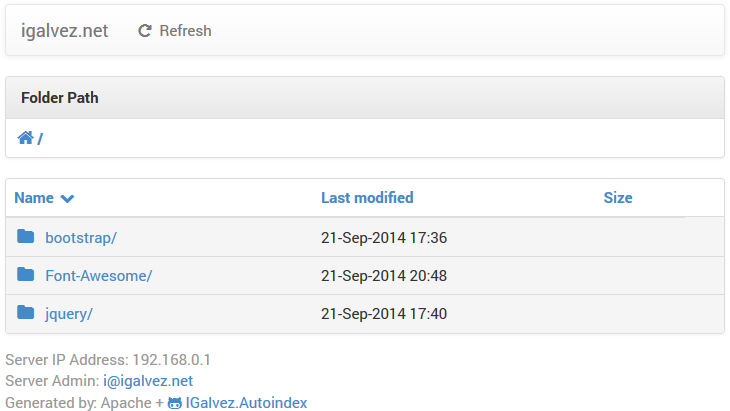 igalvez.net Refresh
Folder Path
/
Name Last modified Size
bootstrap/ 21-Sep-2014 17:36
Font-Awesome/ 21-Sep-2014 20:48
jquery/ 21-Sep-2014 17:40
Server IP Address: 192.168.0.1
Server Admin: i@igalvez.net
Generated by: Apache + IGalvez.Autoindex